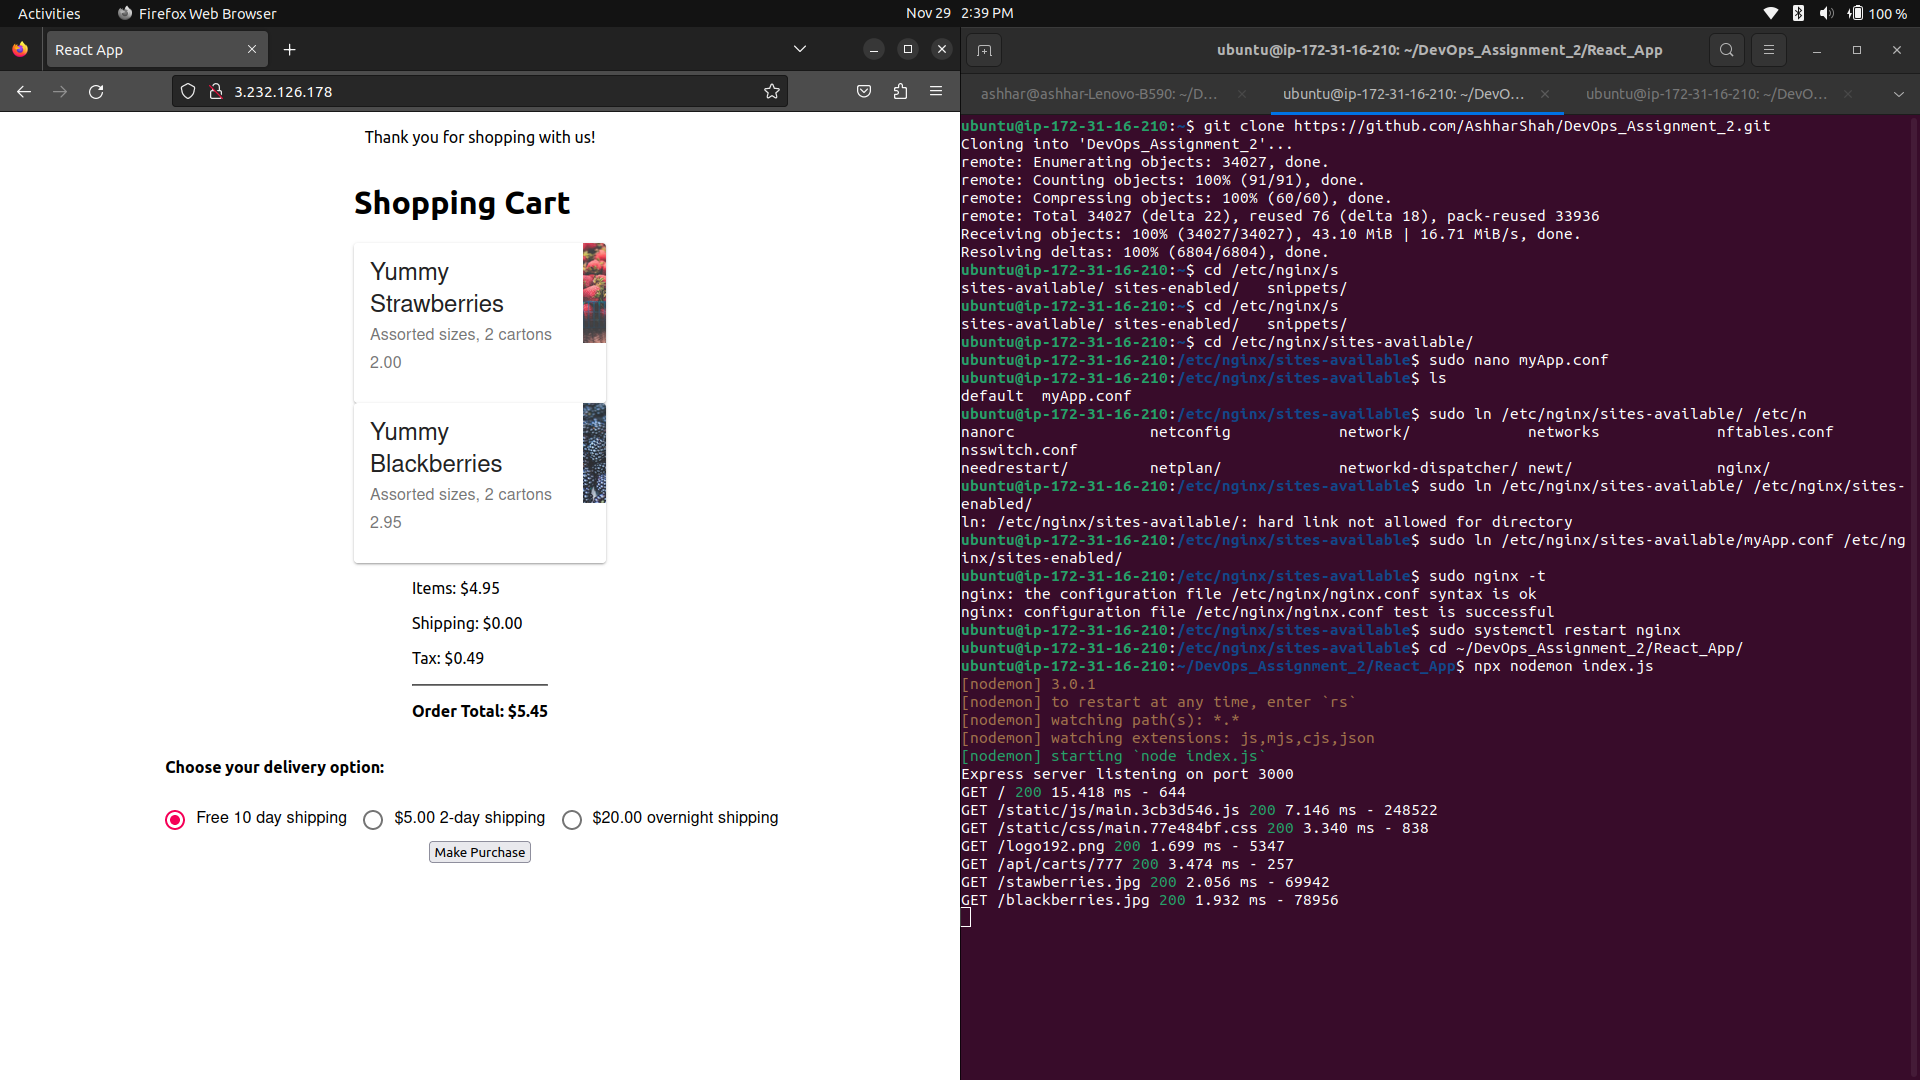 Activities
Firefox Web Browser
Nov 29 2:39 PM
100 %
React App
3.232.126.178
Thank you for shopping with us!
Shopping Cart
Yummy
Strawberries
Assorted sizes, 2 cartons
2.00
Yummy
Blackberries
Assorted sizes, 2 cartons
2.95
Items: $4.95
Shipping: $0.00
Tax: $0.49
Order Total: $5.45
Choose your delivery option:
Free 10 day shipping
$5.00 2-day shipping
$20.00 overnight shipping
Make Purchase
ubuntu@ip-172-31-16-210: ~/DevOps_Assignment_2/React_App
ashhar@ashhar-Lenovo-B590: ~/D...
ubuntu@ip-172-31-16-210: ~/DevO...
ubuntu@ip-172-31-16-210: ~/DevO...
ubuntu@ip-172-31-16-210:~$ git clone https://github.com/AshharShah/DevOps_Assignment_2.git
Cloning into 'DevOps_Assignment_2'...
remote: Enumerating objects: 34027, done.
remote: Counting objects: 100% (91/91), done.
remote: Compressing objects: 100% (60/60), done.
remote: Total 34027 (delta 22), reused 76 (delta 18), pack-reused 33936
Receiving objects: 100% (34027/34027), 43.10 MiB | 16.71 MiB/s, done.
Resolving deltas: 100% (6804/6804), done.
ubuntu@ip-172-31-16-210:~$ cd /etc/nginx/s
sites-available/ sites-enabled/ snippets/
ubuntu@ip-172-31-16-210:~$ cd /etc/nginx/s
sites-available/ sites-enabled/ snippets/
ubuntu@ip-172-31-16-210:~$ cd /etc/nginx/sites-available/
ubuntu@ip-172-31-16-210:/etc/nginx/sites-available$ sudo nano myApp.conf
ubuntu@ip-172-31-16-210:/etc/nginx/sites-available$ ls
default myApp.conf
ubuntu@ip-172-31-16-210:/etc/nginx/sites-available$ sudo ln /etc/nginx/sites-available/ /etc/n
nanorc netconfig network/ networks nftables.conf
nsswitch.conf
needrestart/ netplan/ networkd-dispatcher/ newt/ nginx/
ubuntu@ip-172-31-16-210:/etc/nginx/sites-available$ sudo ln /etc/nginx/sites-available/ /etc/nginx/sites-
enabled/
ln: /etc/nginx/sites-available/: hard link not allowed for directory
ubuntu@ip-172-31-16-210:/etc/nginx/sites-available$ sudo ln /etc/nginx/sites-available/myApp.conf /etc/ng
inx/sites-enabled/
ubuntu@ip-172-31-16-210:/etc/nginx/sites-available$ sudo nginx -t
nginx: the configuration file /etc/nginx/nginx.conf syntax is ok
nginx: configuration file /etc/nginx/nginx.conf test is successful
ubuntu@ip-172-31-16-210:/etc/nginx/sites-available$ sudo systemctl restart nginx
ubuntu@ip-172-31-16-210:/etc/nginx/sites-available$ cd ~/DevOps_Assignment_2/React_App/
ubuntu@ip-172-31-16-210:~/DevOps_Assignment_2/React_App$ npx nodemon index.js
[nodemon] 3.0.1
[nodemon] to restart at any time, enter `rs`
[nodemon] watching path(s): *.*
[nodemon] watching extensions: js,mjs,cjs,json
[nodemon] starting `node index.js`
Express server listening on port 3000
GET / 200 15.418 ms - 644
GET /static/js/main.3cb3d546.js 200 7.146 ms - 248522
GET /static/css/main.77e484bf.css 200 3.340 ms - 838
GET /logo192.png 200 1.699 ms - 5347
GET /api/carts/777 200 3.474 ms - 257
GET /stawberries.jpg 200 2.056 ms - 69942
GET /blackberries.jpg 200 1.932 ms - 78956